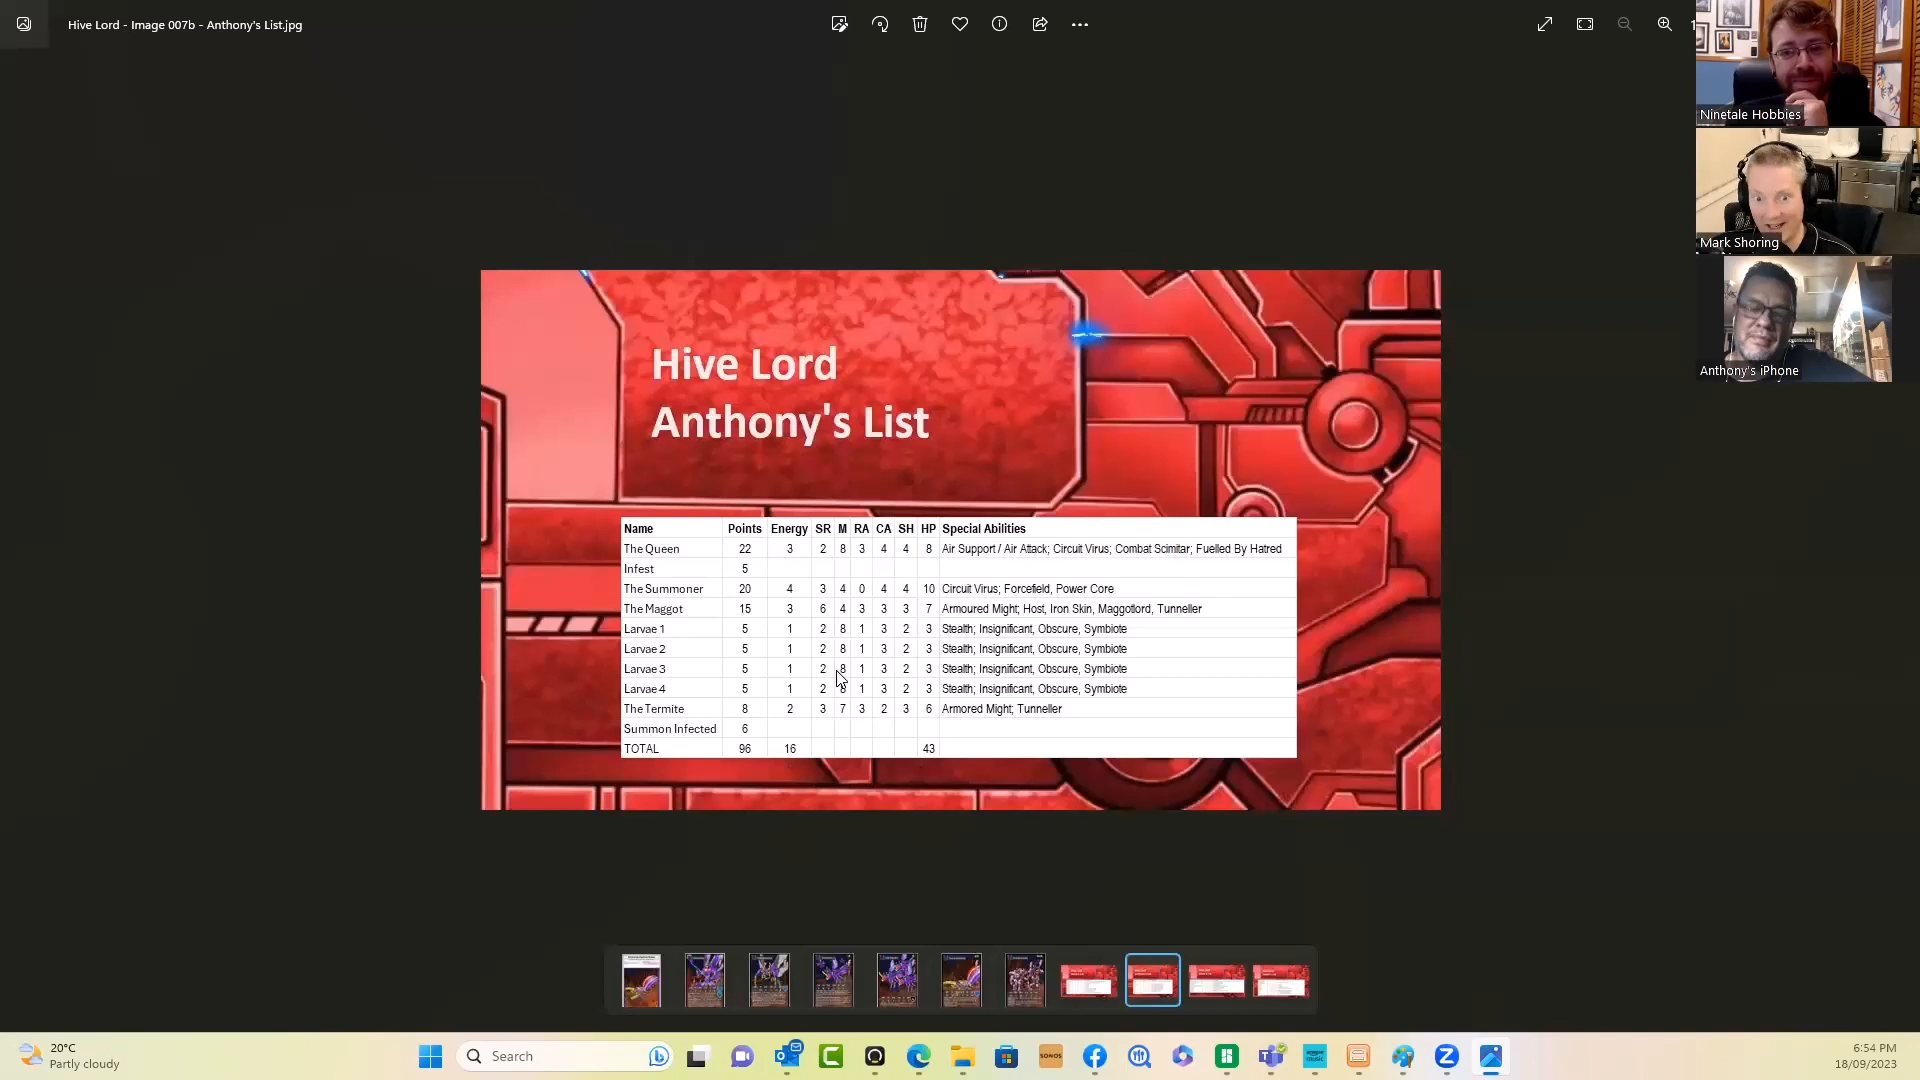 Hive Lord - Image 007b - Anthony's List.jpg
Ninetale Hobbies
Mark Shoring
Anthony's iPhone
Hive Lord
Anthony's List
Name Points Energy SR M RA CA SH HP Special Abilities
The Queen 22 3 2 8 3 4 4 8 Air Support / Air Attack; Circuit Virus; Combat Scimitar; Fuelled By Hatred
Infest 5
The Summoner 20 4 3 4 0 4 4 10 Circuit Virus; Forcefield, Power Core
The Maggot 15 3 6 4 3 3 3 7 Armoured Might; Host, Iron Skin, Maggotlord, Tunneller
Larvae 1 5 1 2 8 1 3 2 3 Stealth; Insignificant, Obscure, Symbiote
Larvae 2 5 1 2 8 1 3 2 3 Stealth; Insignificant, Obscure, Symbiote
Larvae 3 5 1 2 8 1 3 2 3 Stealth; Insignificant, Obscure, Symbiote
Larvae 4 5 1 2 8 1 3 2 3 Stealth; Insignificant, Obscure, Symbiote
The Termite 8 2 3 7 3 2 3 6 Armored Might; Tunneller
Summon Infected 6
TOTAL 96 16 43
20°C
Partly cloudy
Search
SONOS
amazon music
6:54 PM
18/09/2023